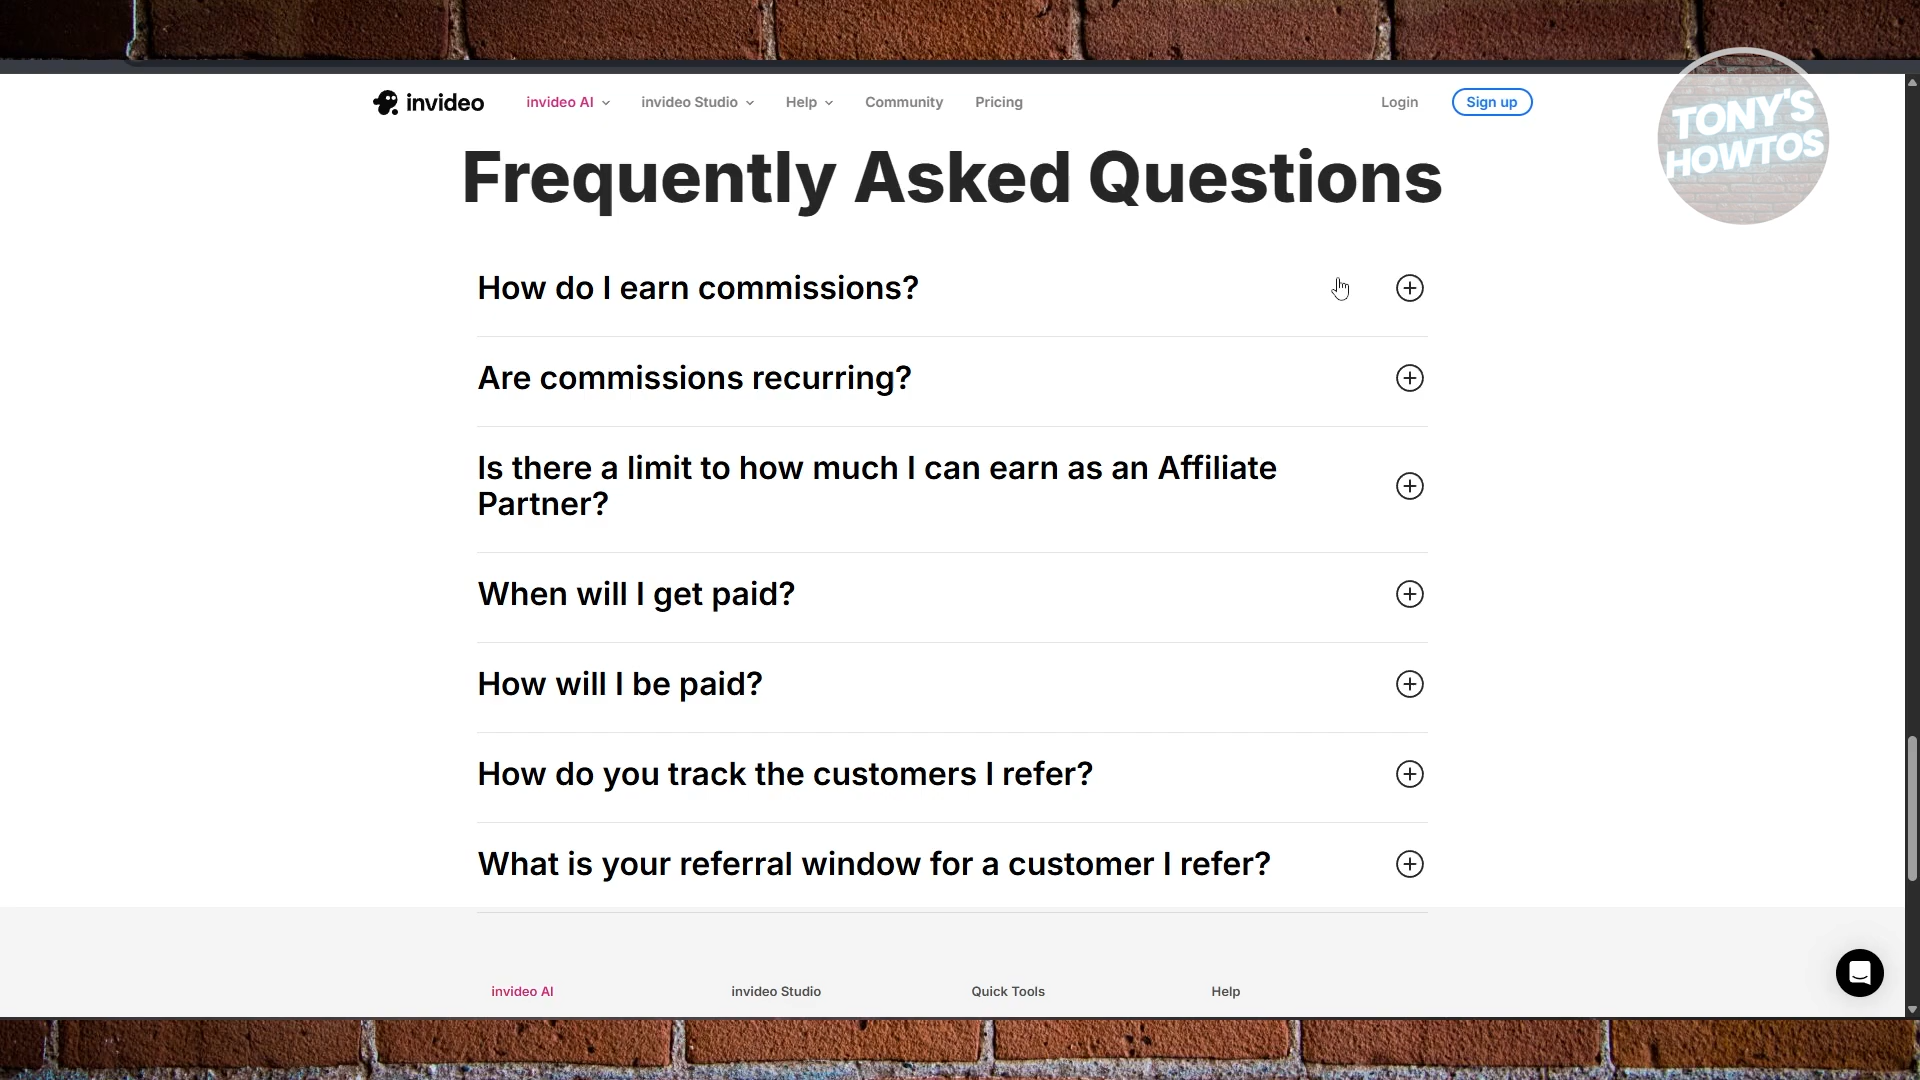 invideo
invideo AI
invideo Studio
Help
Community
Pricing
Login
Sign up
TONY'S
HOWTOS
Frequently Asked Questions
How do I earn commissions?
Are commissions recurring?
Is there a limit to how much I can earn as an Affiliate
Partner?
When will I get paid?
How will I be paid?
How do you track the customers I refer?
What is your referral window for a customer I refer?
invideo AI
invideo Studio
Quick Tools
Help